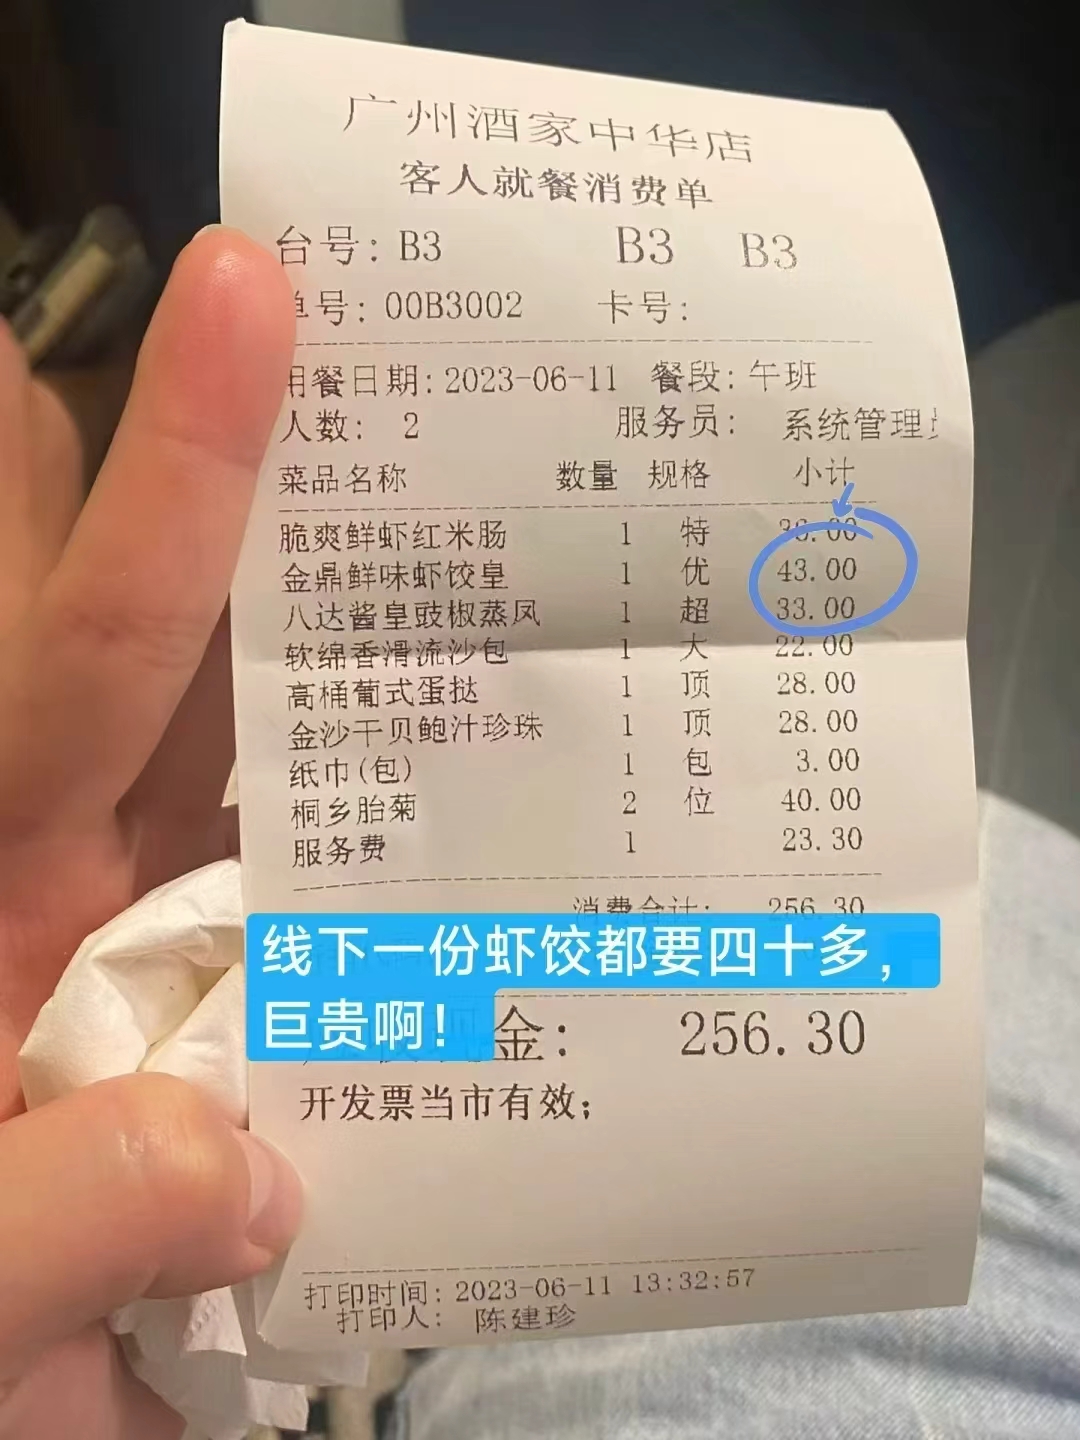 广州酒家中华店
客人就餐消费单
台号: B3 B3 B3
单号: 00B3002 卡号:
用餐日期: 2023-06-11 餐段: 午班
人数: 2 服务员: 系统管理
菜品名称 数量 规格 小计
脆爽鲜虾红米肠 1 特 36.00
金鼎鲜味虾饺皇 1 优 43.00
八达酱皇豉椒蒸凤 1 超 33.00
软绵香滑流沙包 1 大 22.00
高桶葡式蛋挞 1 顶 28.00
金沙干贝鲍汁珍珠 1 顶 28.00
纸巾(包) 1 包 3.00
桐乡胎菊 2 位 40.00
服务费 1 23.30
消费合计: 256.30
线下一份虾饺都要四十多，
巨贵啊！
金: 256.30
开发票当市有效;
打印时间: 2023-06-11 13:32:57
打印人: 陈建珍